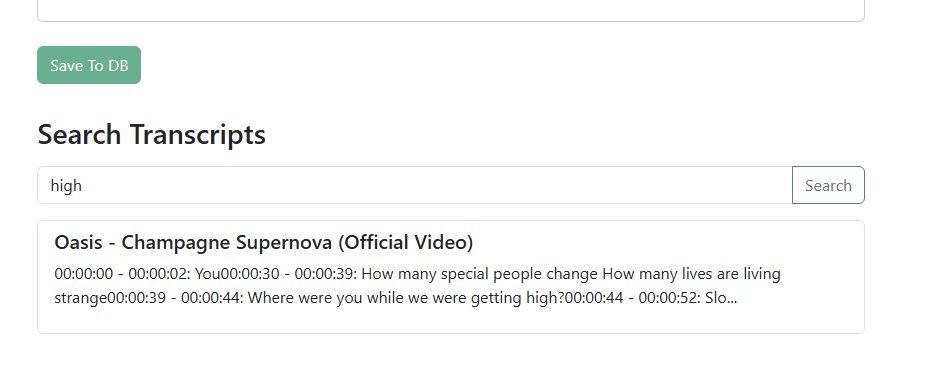 Save To DB
Search Transcripts
high
Search
Oasis - Champagne Supernova (Official Video)
00:00:00 - 00:00:02: You00:00:30 - 00:00:39: How many special people change How many lives are living
strange00:00:39 - 00:00:44: Where were you while we were getting high?00:00:44 - 00:00:52: Slo...